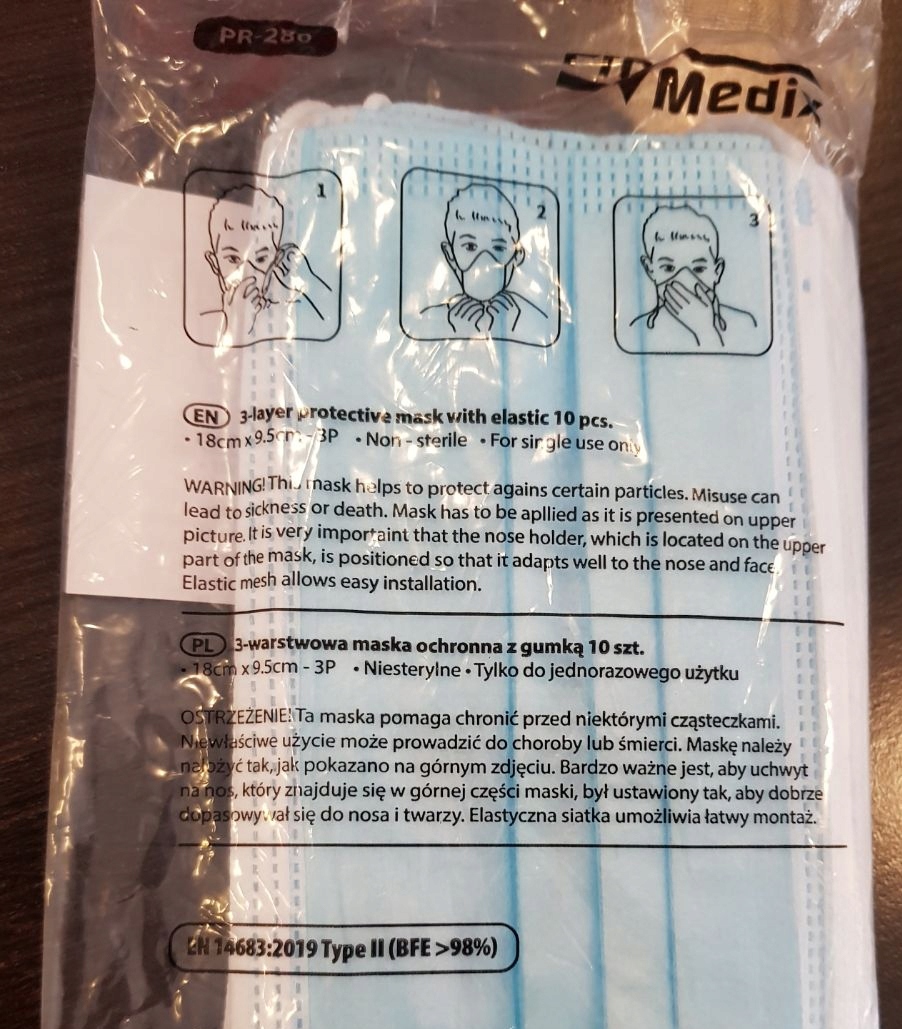 PR-280
Medix
1
2
3
EN 3-layer protective mask with elastic 10 pcs.
• 18cm x 9.5cm - 3P • Non - sterile • For single use only
WARNING! This mask helps to protect agains certain particles. Misuse can
lead to sickness or death. Mask has to be apllied as it is presented on upper
picture. It is very importaint that the nose holder, which is located on the upper
part of the mask, is positioned so that it adapts well to the nose and face.
Elastic mesh allows easy installation.
PL 3-warstwowa maska ochronna z gumką 10 szt.
• 18cm x 9.5cm - 3P • Niesterylne • Tylko do jednorazowego użytku
OSTRZEŻENIE! Ta maska pomaga chronić przed niektórymi cząsteczkami.
Niewłaściwe użycie może prowadzić do choroby lub śmierci. Maskę należy
nałożyć tak, jak pokazano na górnym zdjęciu. Bardzo ważne jest, aby uchwyt
na nos, który znajduje się w górnej części maski, był ustawiony tak, aby dobrze
dopasowywał się do nosa i twarzy. Elastyczna siatka umożliwia łatwy montaż.
EN 14683:2019 Type II (BFE >98%)